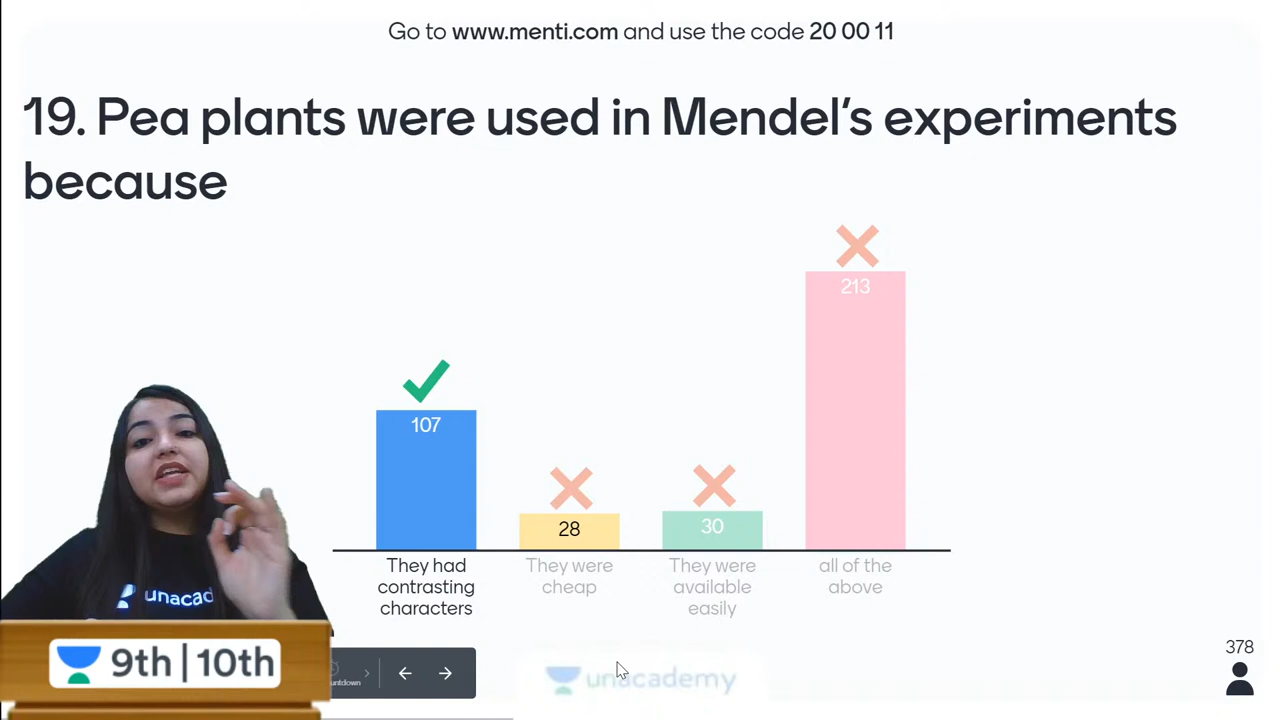 Go to www.menti.com and use the code 20 00 11
19. Pea plants were used in Mendel's experiments
because
213
107
28
30
They had
contrasting
characters
They were
cheap
They were
available
easily
all of the
above
unacad
9th | 10th
ountdown
unacademy
378